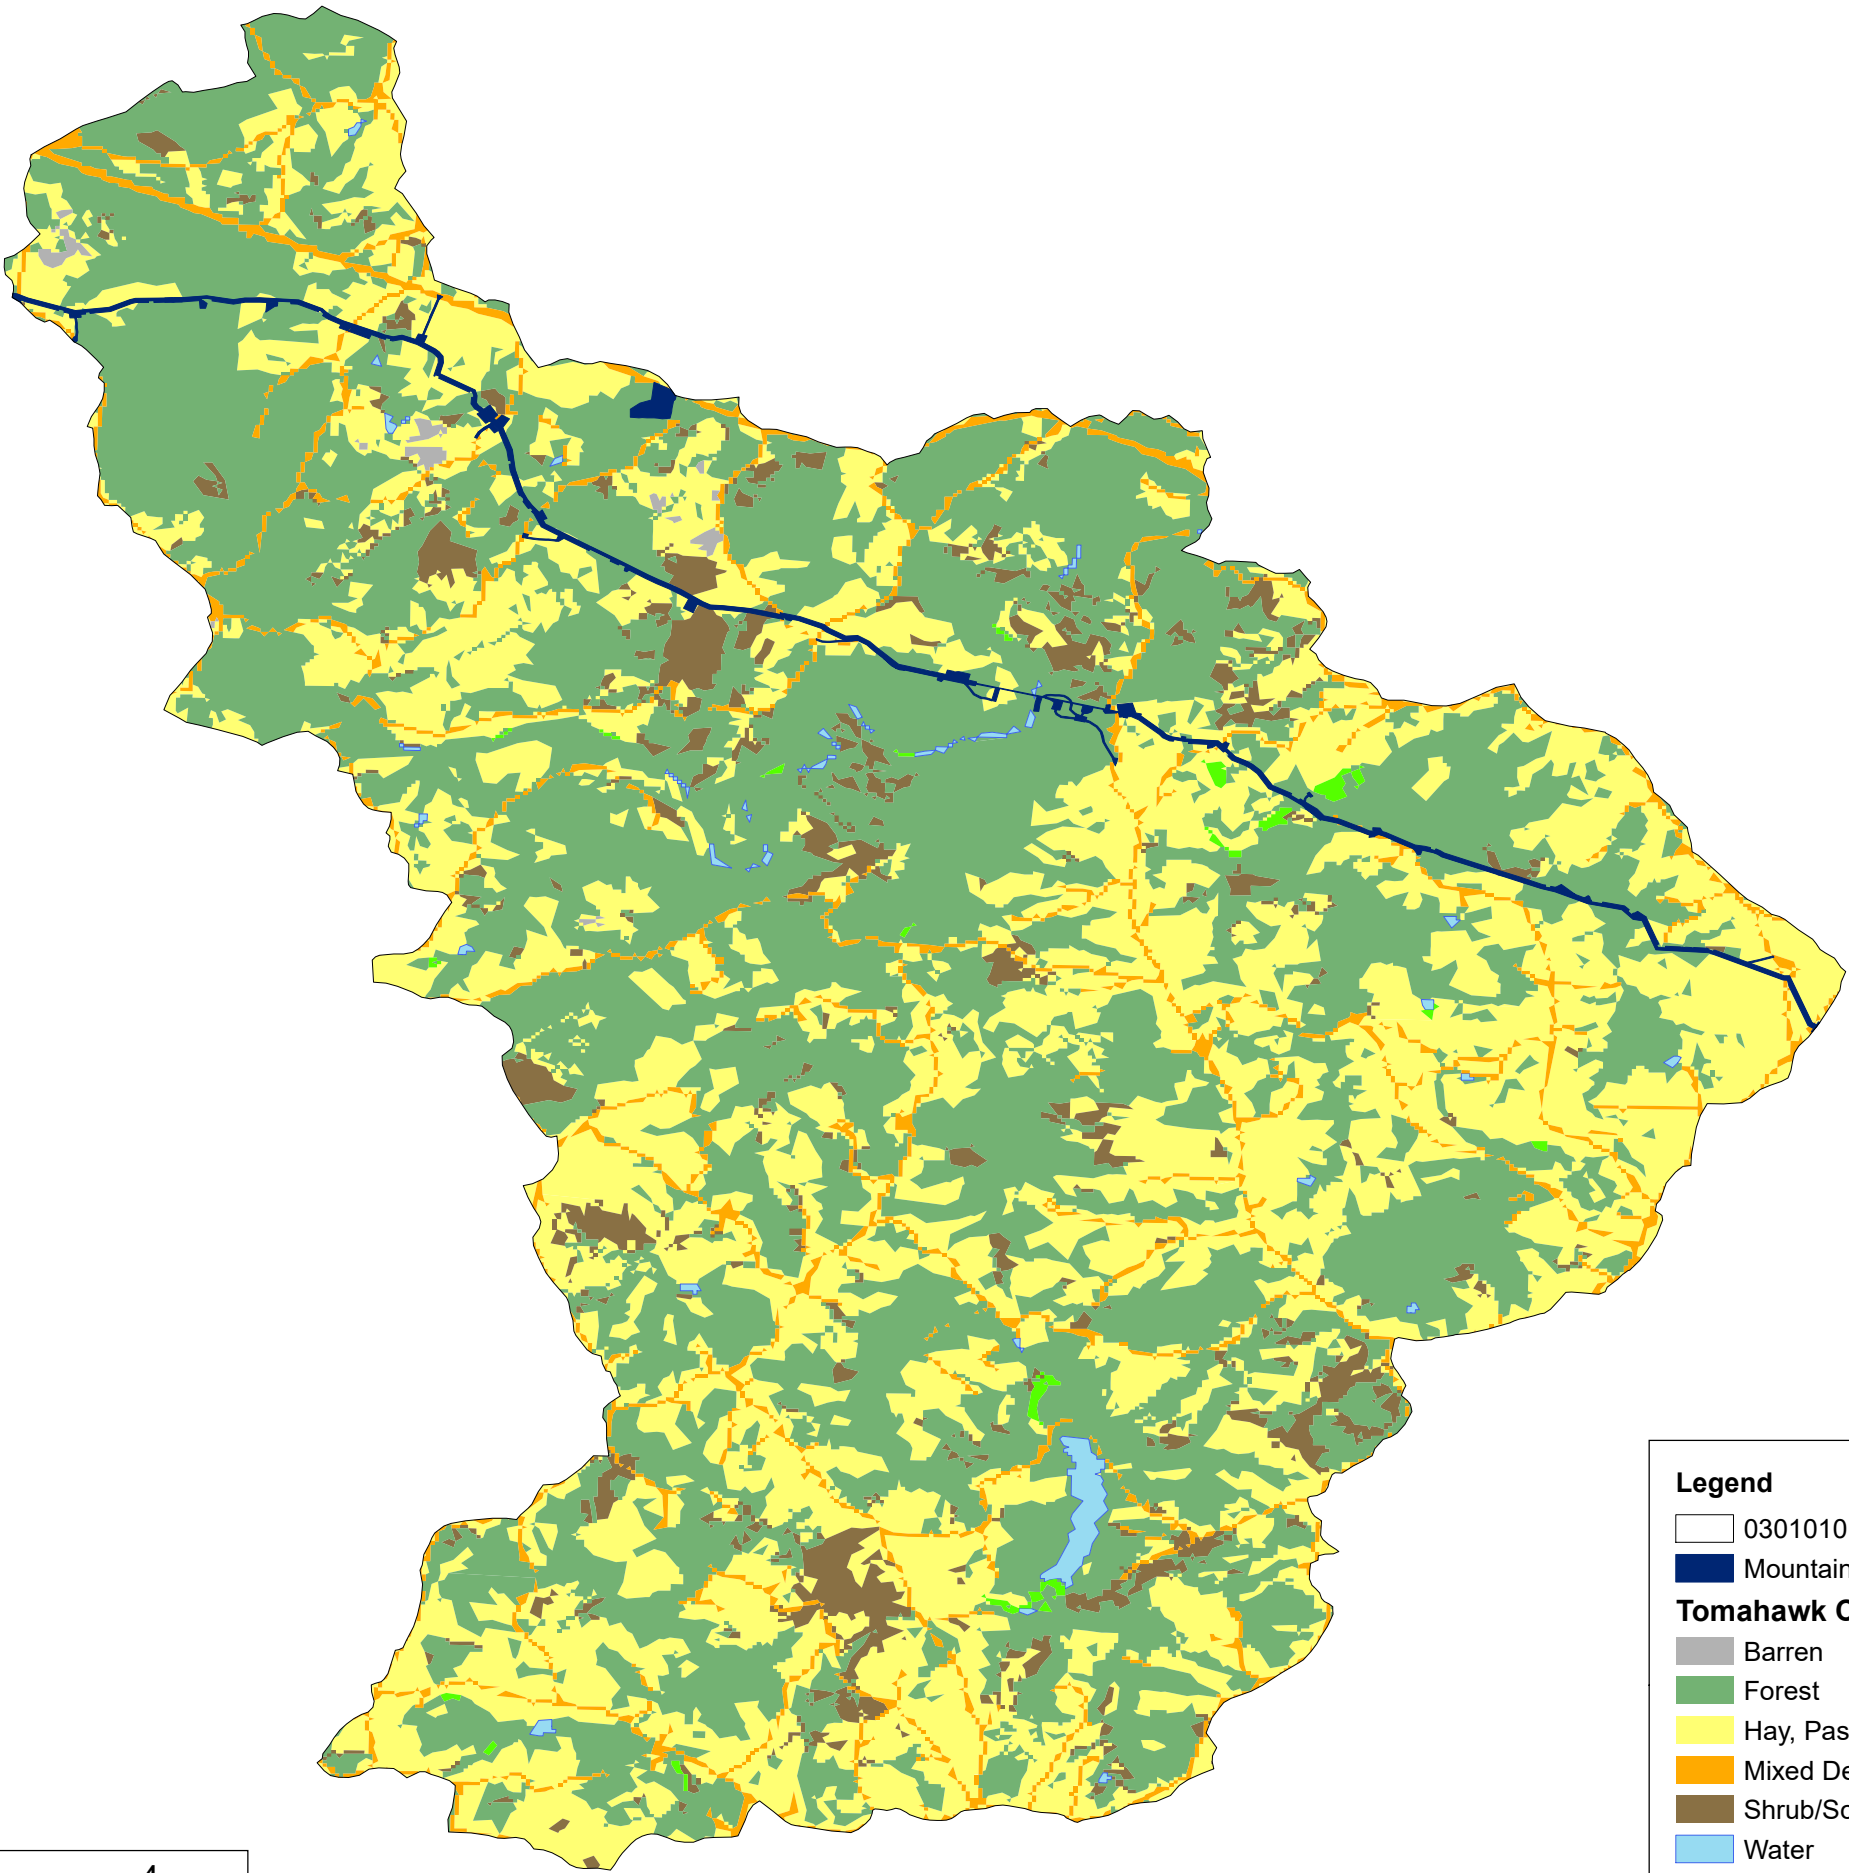 Legend
0301010
Mountain
Tomahawk C
Barren
Forest
Hay, Pas
Mixed De
Shrub/Sc
Water